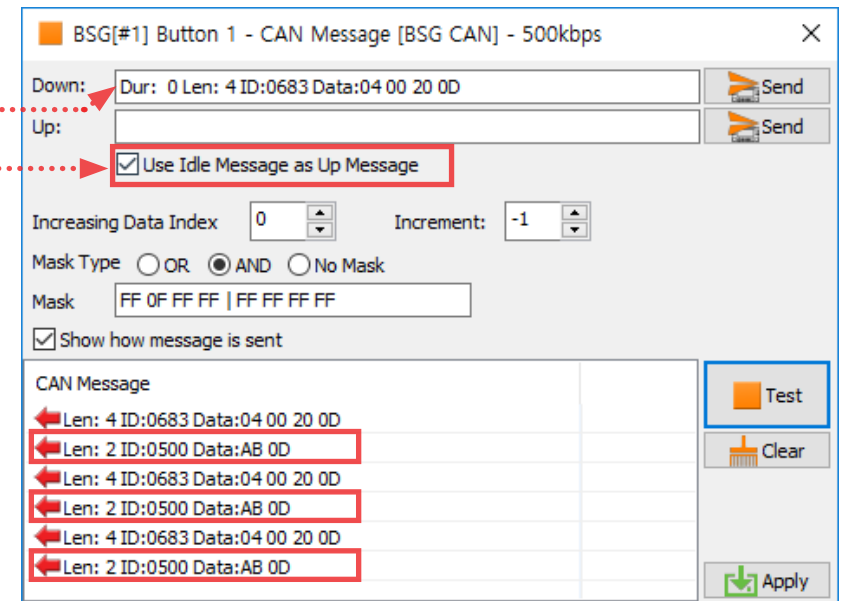 BSG[#1] Button 1 - CAN Message [BSG CAN] - 500kbps
Down: Dur: 0 Len: 4 ID:0683 Data:04 00 20 0D Send
Up: Send
Use Idle Message as Up Message
Increasing Data Index 0 Increment: -1
Mask Type OR AND No Mask
Mask FF 0F FF FF | FF FF FF FF
Show how message is sent
CAN Message
Test
Len: 4 ID:0683 Data:04 00 20 0D
Len: 2 ID:0500 Data:AB 0D
Clear
Len: 4 ID:0683 Data:04 00 20 0D
Len: 2 ID:0500 Data:AB 0D
Len: 4 ID:0683 Data:04 00 20 0D
Len: 2 ID:0500 Data:AB 0D
Apply